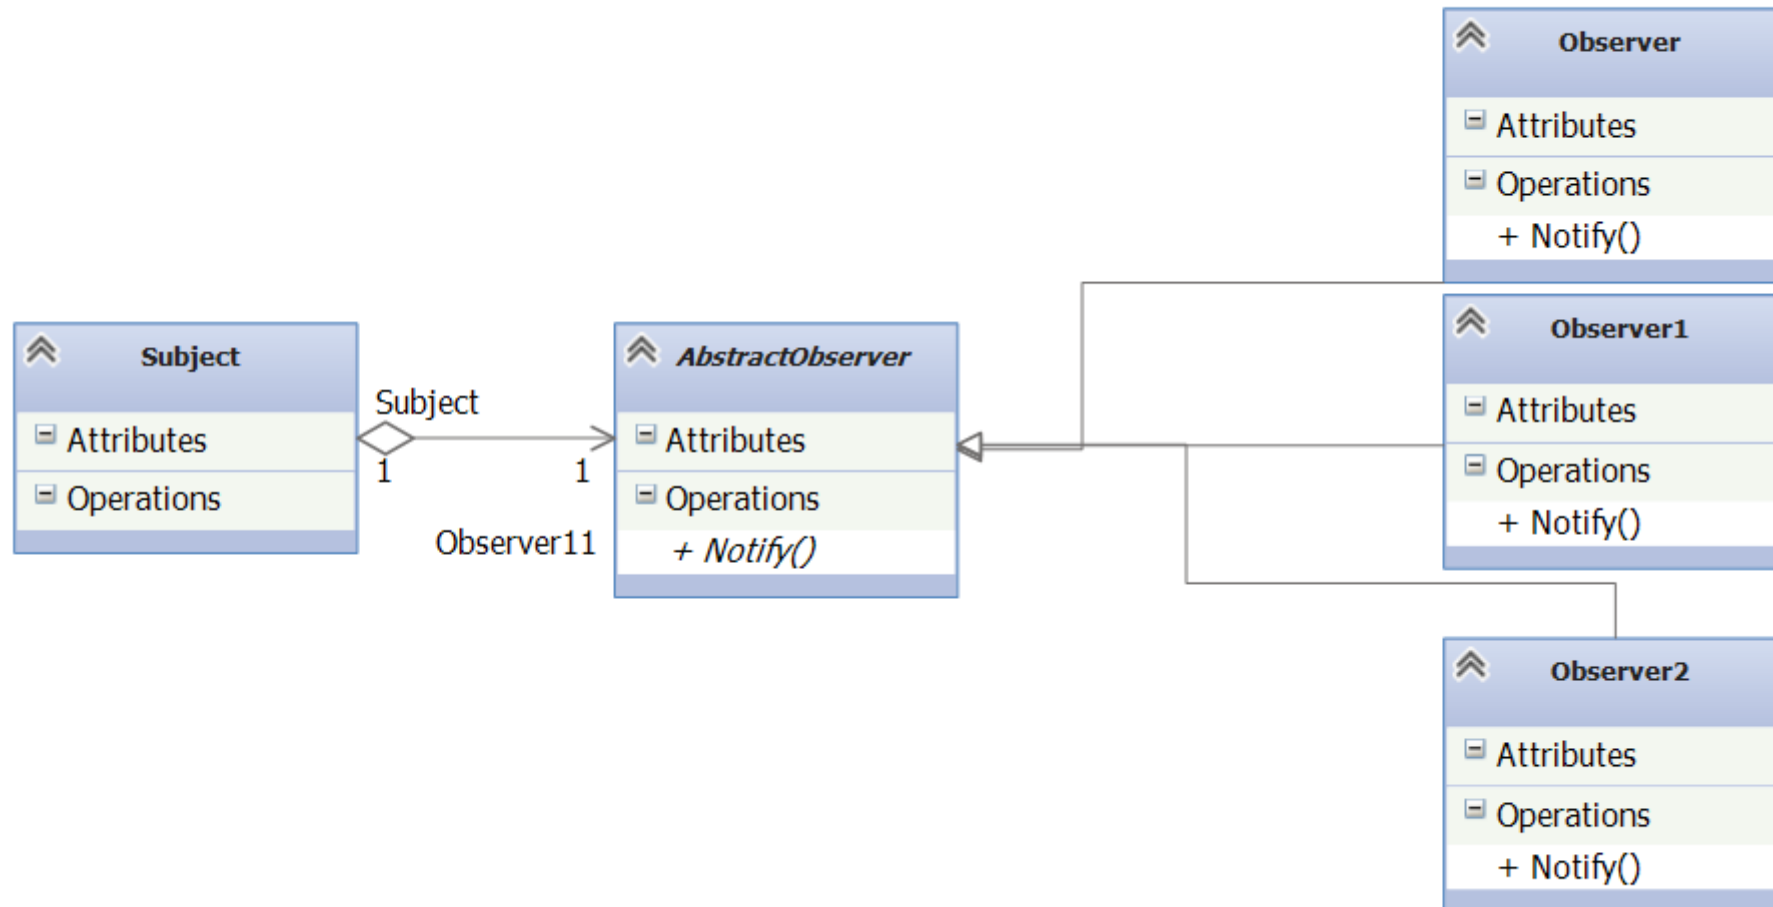 Observer
Attributes
Operations
+ Notify()
Observer1
Attributes
Operations
+ Notify()
Subject
Attributes
Operations
Subject
1
1
Observer11
AbstractObserver
Attributes
Operations
+ Notify()
Observer2
Attributes
Operations
+ Notify()